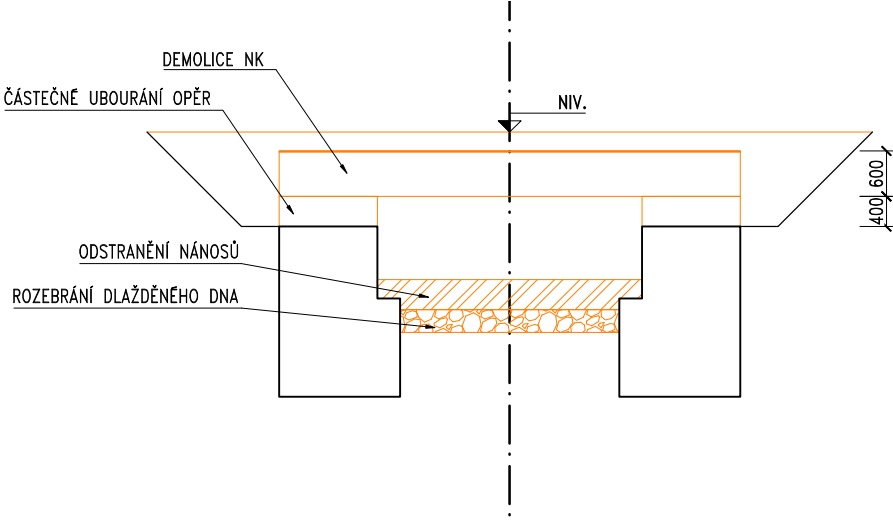 DEMOLICE NK
ČÁSTEČNÉ UBOURÁNÍ OPĚR
NIV.
600
400
ODSTRANĚNÍ NÁNOSŮ
ROZEBRÁNÍ DLAŽDĚNÉHO DNA